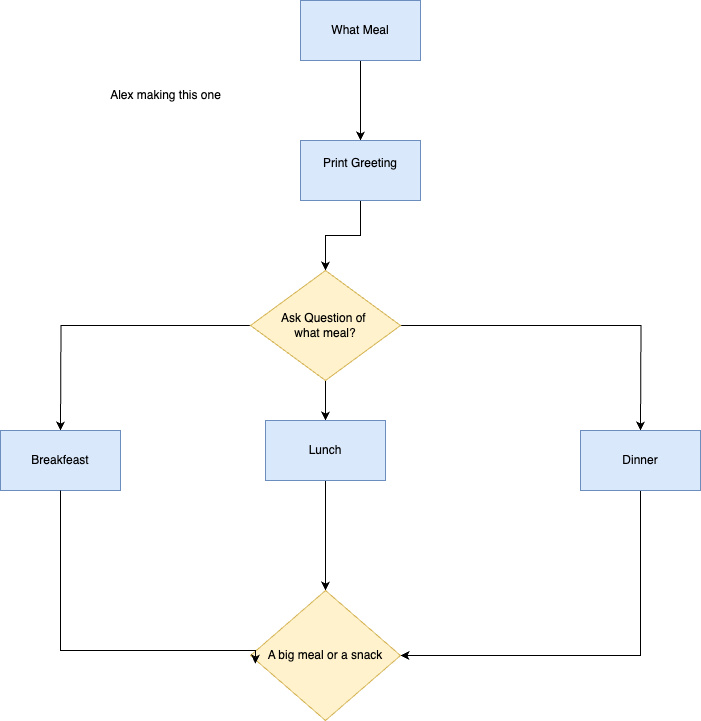 What Meal
Alex making this one
Print Greeting
Ask Question of
what meal?
Breakfeast
Lunch
Dinner
A big meal or a snack